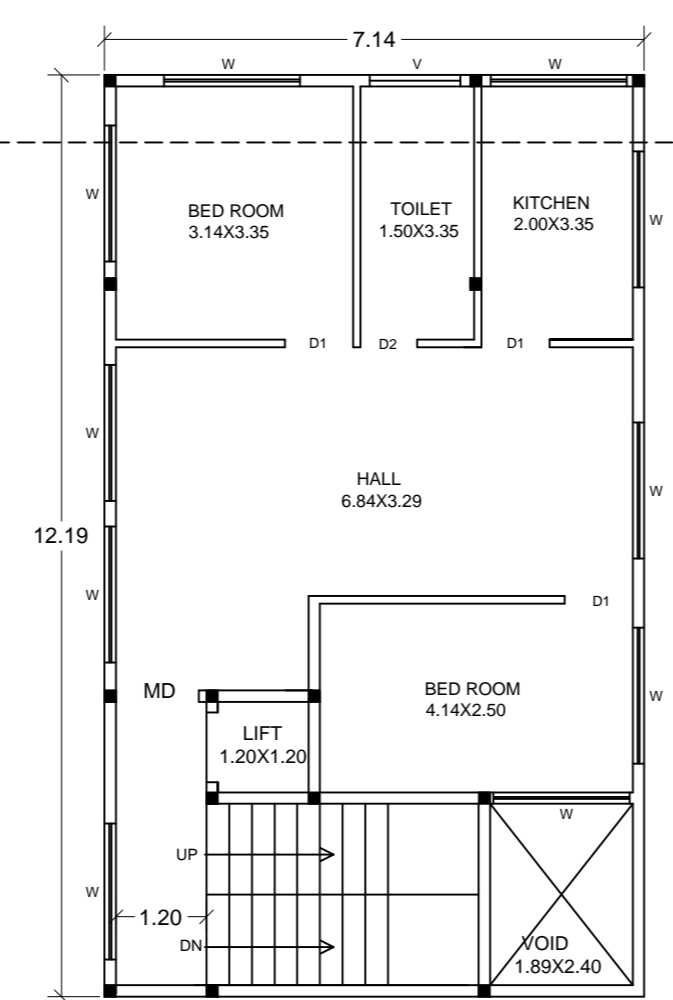 7.14
W
V
W
W
BED ROOM
3.14X3.35
TOILET
1.50X3.35
KITCHEN
2.00X3.35
W
D1
D2
D1
W
HALL
6.84X3.29
W
12.19
W
D1
MD
BED ROOM
4.14X2.50
W
LIFT
1.20X1.20
W
UP
W
1.20
DN
VOID
1.89X2.40